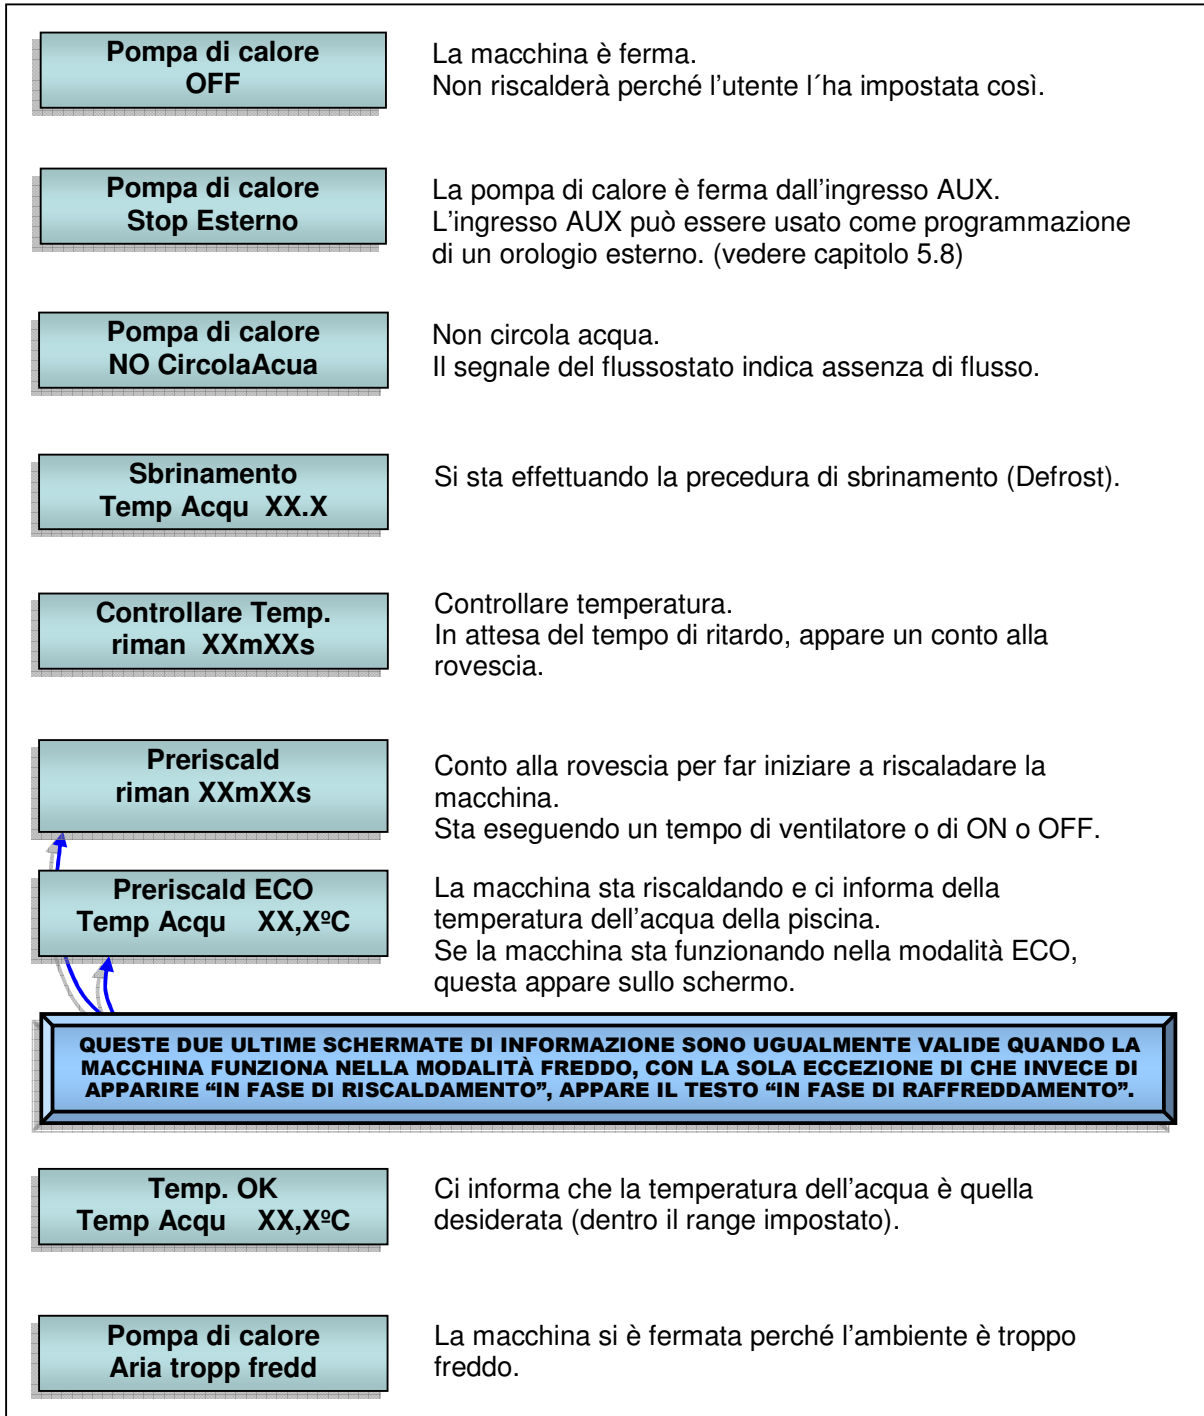 Pompa di calore
OFF
La macchina è ferma.
Non riscalderà perché l'utente l´ha impostata così.
Pompa di calore
Stop Esterno
La pompa di calore è ferma dall'ingresso AUX.
L'ingresso AUX può essere usato come programmazione
di un orologio esterno. (vedere capitolo 5.8)
Pompa di calore
NO CircolaAcua
Non circola acqua.
Il segnale del flussostato indica assenza di flusso.
Sbrinamento
Temp Acqu XX.X
Si sta effettuando la precedura di sbrinamento (Defrost).
Controllare Temp.
riman XXmXXs
Controllare temperatura.
In attesa del tempo di ritardo, appare un conto alla
rovescia.
Preriscald
riman XXmXXs
Conto alla rovescia per far iniziare a riscaladare la
macchina.
Sta eseguendo un tempo di ventilatore o di ON o OFF.
Preriscald ECO
Temp Acqu XX,XºC
La macchina sta riscaldando e ci informa della
temperatura dell'acqua della piscina.
Se la macchina sta funzionando nella modalità ECO,
questa appare sullo schermo.
QUESTE DUE ULTIME SCHERMATE DI INFORMAZIONE SONO UGUALMENTE VALIDE QUANDO LA
MACCHINA FUNZIONA NELLA MODALITÀ FREDDO, CON LA SOLA ECCEZIONE DI CHE INVECE DI
APPARIRE “IN FASE DI RISCALDAMENTO”, APPARE IL TESTO “IN FASE DI RAFFREDDAMENTO”.
Temp. OK
Temp Acqu XX,XºC
Ci informa che la temperatura dell'acqua è quella
desiderata (dentro il range impostato).
Pompa di calore
Aria tropp fredd
La macchina si è fermata perché l'ambiente è troppo
freddo.